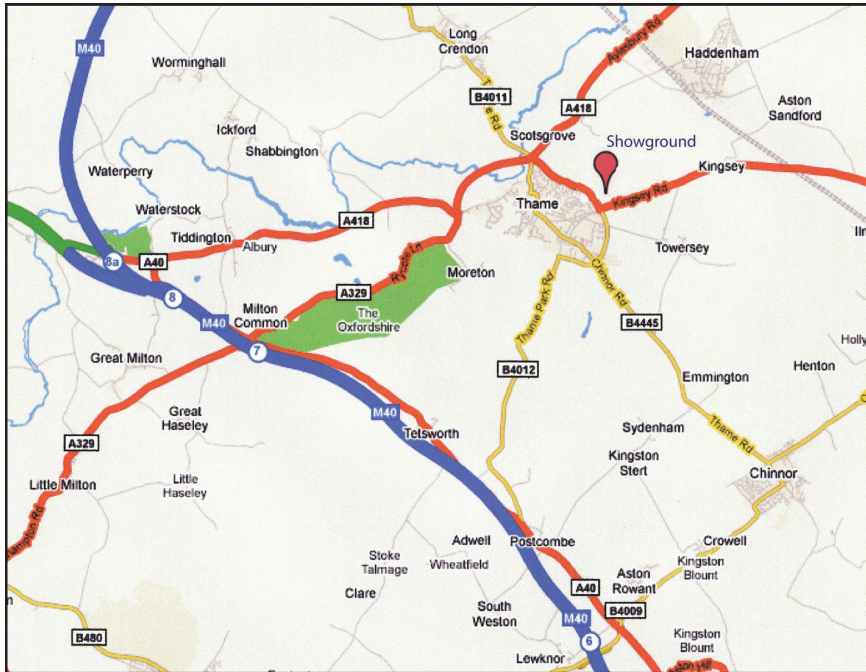 M40
Worminghall
Long
Crendon
Aylesbury Rd
Haddenham
B4011
A418
Aston
Sandford
Ickford
Shabbington
Scotsgrove
Showground
Kingsey
Waterperry
Thame
Kingsey Rd
Waterstock
A418
Tiddington
Albury
Towersey
8a
A40
Moreton
Chinnor Rd
Thame Park Rd
8
A329
Milton
Common
The
Oxfordshire
M40
B4445
7
Great Milton
B4012
Emmington
Henton
Great
Haseley
M40
Thame Rd
Tetsworth
Sydenham
A329
Kingston
Stert
Little Milton
Little
Haseley
Chinnor
Adwell
Postcombe
Crowell
Stoke
Talmage
Wheatfield
Kingston
Blount
Clare
A40
Aston
Rowant
South
Weston
B4009
M40
B480
6
Kingston
Blount
Lewknor